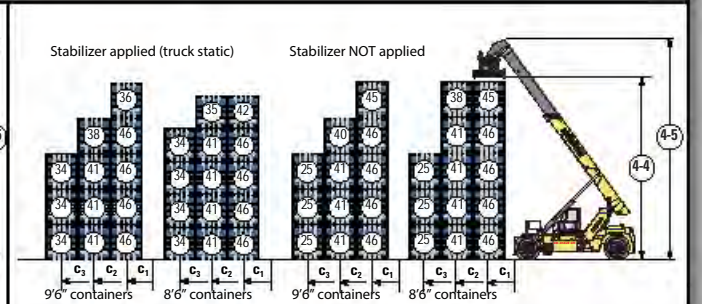 Stabilizer applied (truck static)
36
38 46
34 41 46
34 41 46
34 41 46
c3 c2 c1
9'6" containers
35 42
34 41 46
34 41 46
34 41 46
34 41 46
c3 c2 c1
8'6" containers
Stabilizer NOT applied
45
40 46
25 41 46
25 41 46
25 41 46
c3 c2 c1
9'6" containers
38 45
41 46
25 41 46
25 41 46
25 41 46
c3 c2 c1
8'6" containers
4-5
4-4